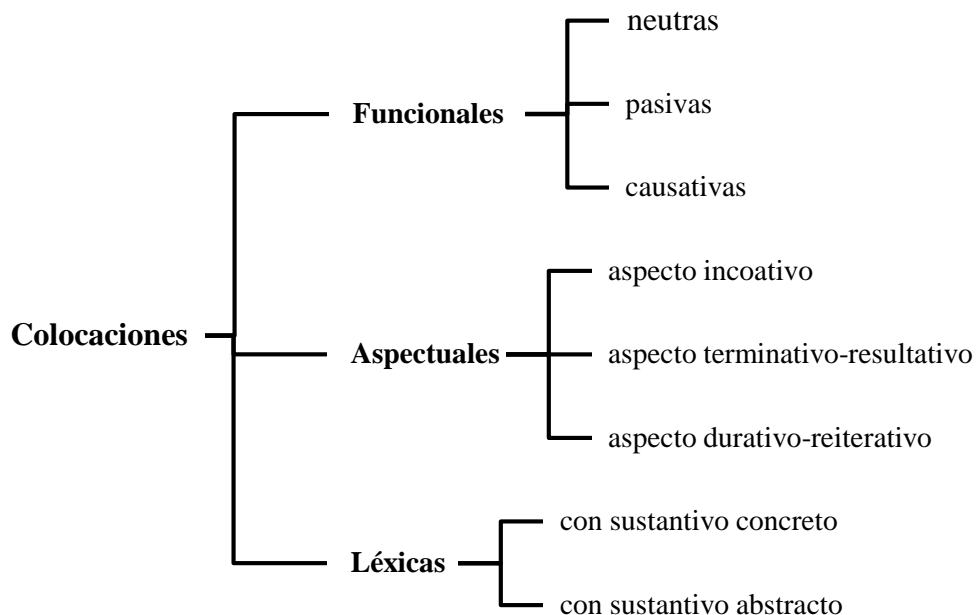 neutras
Funcionales
pasivas
causativas
aspecto incoativo
Colocaciones
Aspectuales
aspecto terminativo-resultativo
aspecto durativo-reiterativo
con sustantivo concreto
Léxicas
con sustantivo abstracto